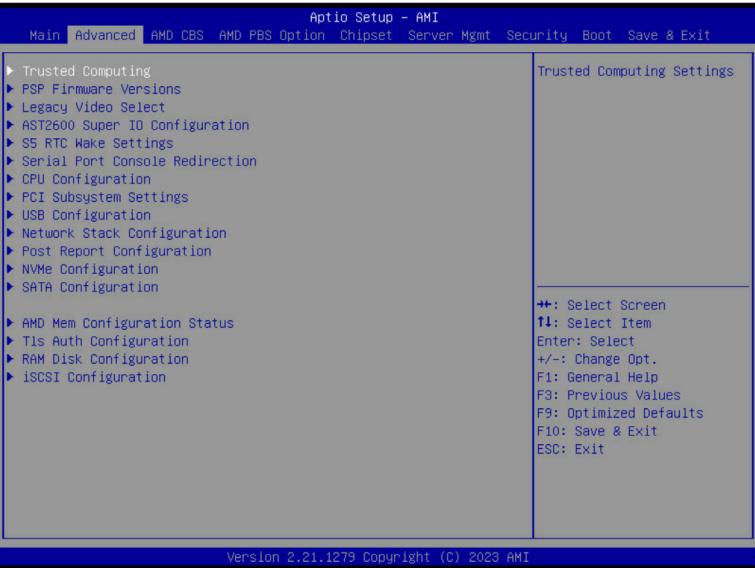 Aptio Setup – AMI
Main Advanced AMD CBS AMD PBS Option Chipset Server Mgmt Security Boot Save & Exit
▶ Trusted Computing
▶ PSP Firmware Versions
▶ Legacy Video Select
▶ AST2600 Super IO Configuration
▶ S5 RTC Wake Settings
▶ Serial Port Console Redirection
▶ CPU Configuration
▶ PCI Subsystem Settings
▶ USB Configuration
▶ Network Stack Configuration
▶ Post Report Configuration
▶ NVMe Configuration
▶ SATA Configuration
▶ AMD Mem Configuration Status
▶ Tls Auth Configuration
▶ RAM Disk Configuration
▶ iSCSI Configuration
Trusted Computing Settings
→←: Select Screen
↑↓: Select Item
Enter: Select
+/-: Change Opt.
F1: General Help
F3: Previous Values
F9: Optimized Defaults
F10: Save & Exit
ESC: Exit
Version 2.21.1279 Copyright (C) 2023 AMI